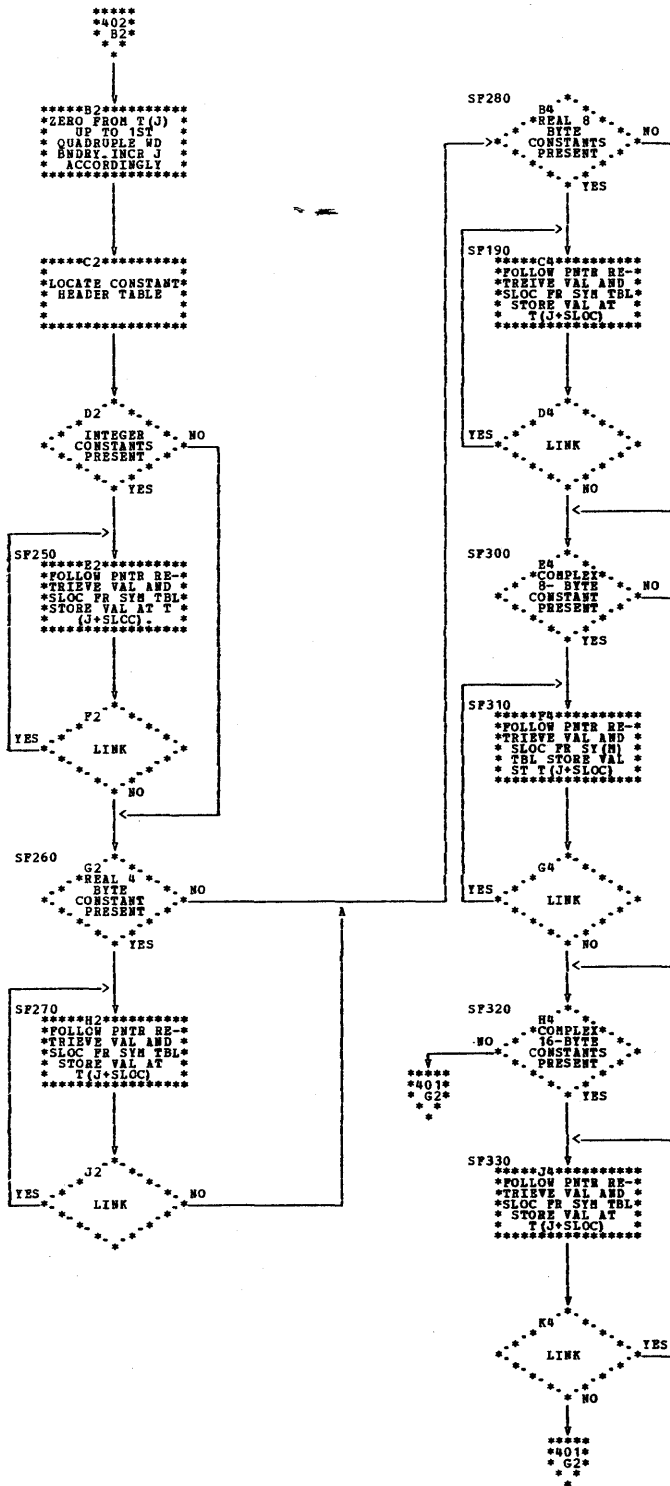 *402*
B2*
B2
*ZERO FROM T(J)
UP TO 1ST
QUADRUPLE WD
BNDRY. INCR J
ACCORDINGLY
C2
*LOCATE CONSTANT*
HEADER TABLE
D2
INTEGER
CONSTANTS
PRESENT
NO
YES
SF250
E2
*FOLLOW PNTR RE-*
*TRIEVE VAL AND
*SLOC FR SYM TBL*
*STORE VAL AT T
(J+SLCC).
F2
YES
LINK
NO
SF260
G2
*REAL 4
BYTE
CONSTANT
PRESENT
NO
YES
A
SF270
H2
*FOLLOW PNTR RE-*
*TRIEVE VAL AND
*SLOC FR SYM TBL*
STORE VAL AT
T(J+SLOC)
J2
YES
LINK
NO
SF280
B4
*REAL 8
BYTE
CONSTANTS
PRESENT
NO
YES
SF190
C4
*FOLLOW PNTR RE-*
*TREIVE VAL AND
*SLOC FR SYM TBL*
STORE VAL AT
T(J+SLOC)
D4
YES
LINK
NO
SF300
E4
*COMPLEX*
8- BYTE
CONSTANT
PRESENT
NO
YES
SF310
F4
*FOLLOW PNTR RE-*
*TRIEVE VAL AND
SLOC FR SY(M)
TBL STORE VAL
ST T(J+SLOC)
G4
YES
LINK
NO
SF320
H4
*COMPLEX*
16-BYTE
CONSTANTS
PRESENT
NO
*401*
G2*
YES
SF330
J4
*FOLLOW PNTR RE-*
*TRIEVE VAL AND
*SLOC FR SYM TBL*
STORE VAL AT
T(J+SLOC)
K4
LINK
YES
NO
*401*
G2*